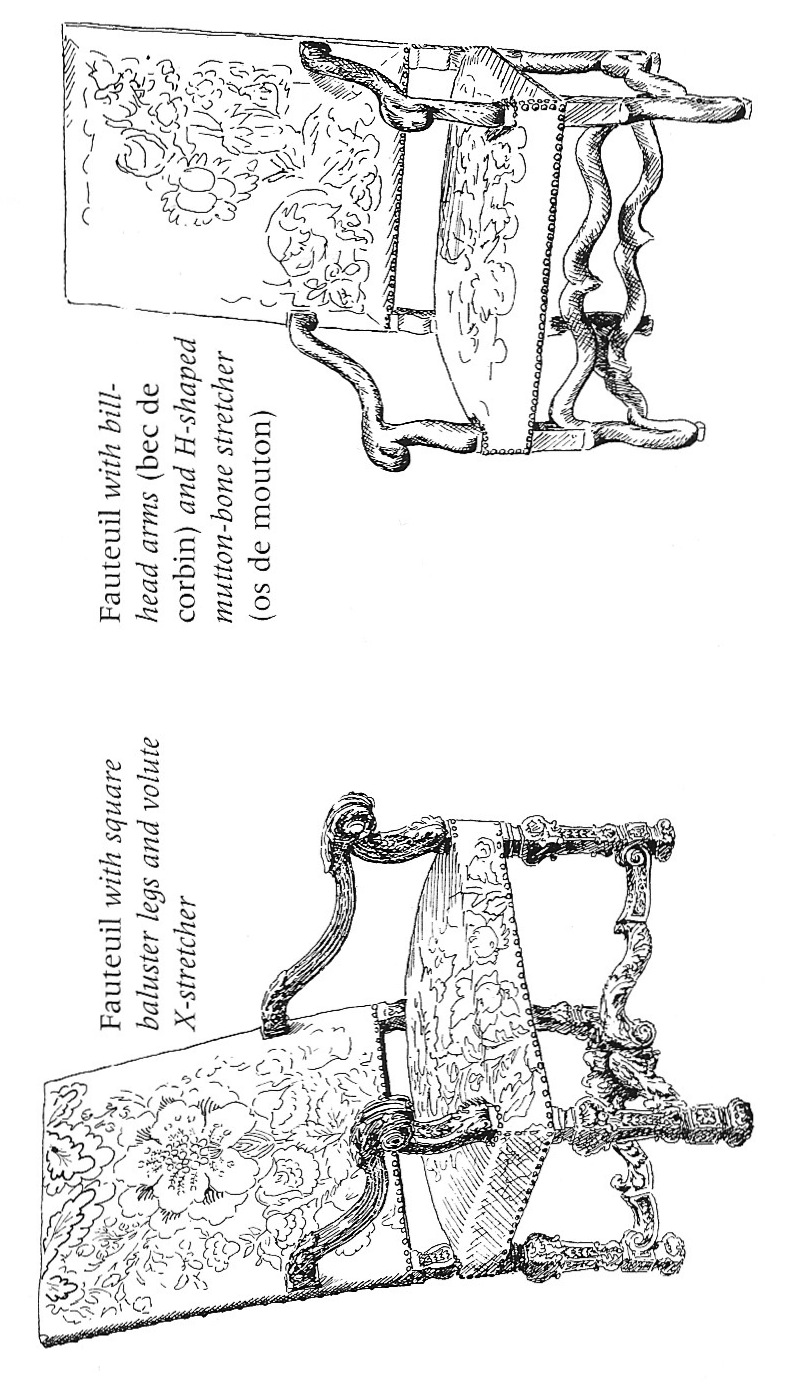 Fauteuil with square
baluster legs and volute
X-stretcher
Fauteuil with bill-
head arms (bec de
corbin) and H-shaped
mutton-bone stretcher
(os de mouton)